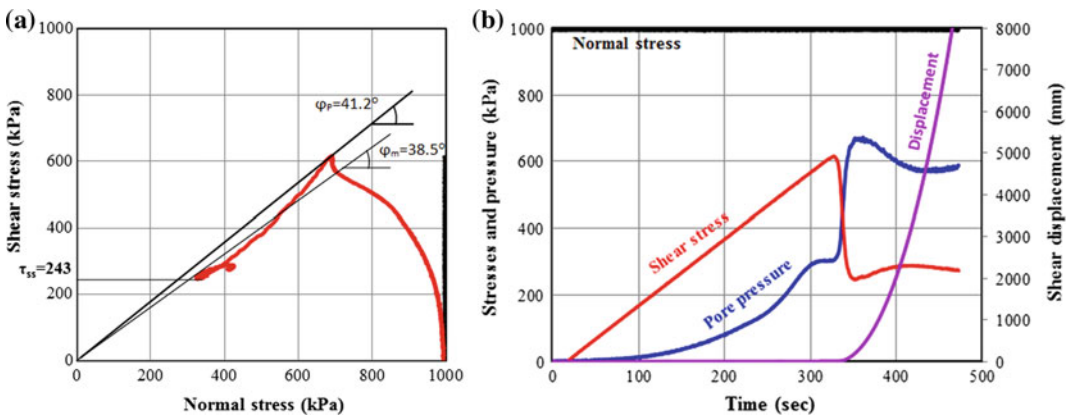 (a)
1000
800
600
400
200
0
Shear stress
(kPa)
τss=243
φP=41.2°
φm=38.5°
0 200 400 600 800 1000
Normal stress (kPa)
(b)
1000
800
600
400
200
0
Stresses and pressure (kPa)
Normal stress
Shear stress
Pore pressure
Displacement
8000
7000
6000
5000
4000
3000
2000
1000
0
Shear displacement (mm)
0 100 200 300 400 500
Time (sec)